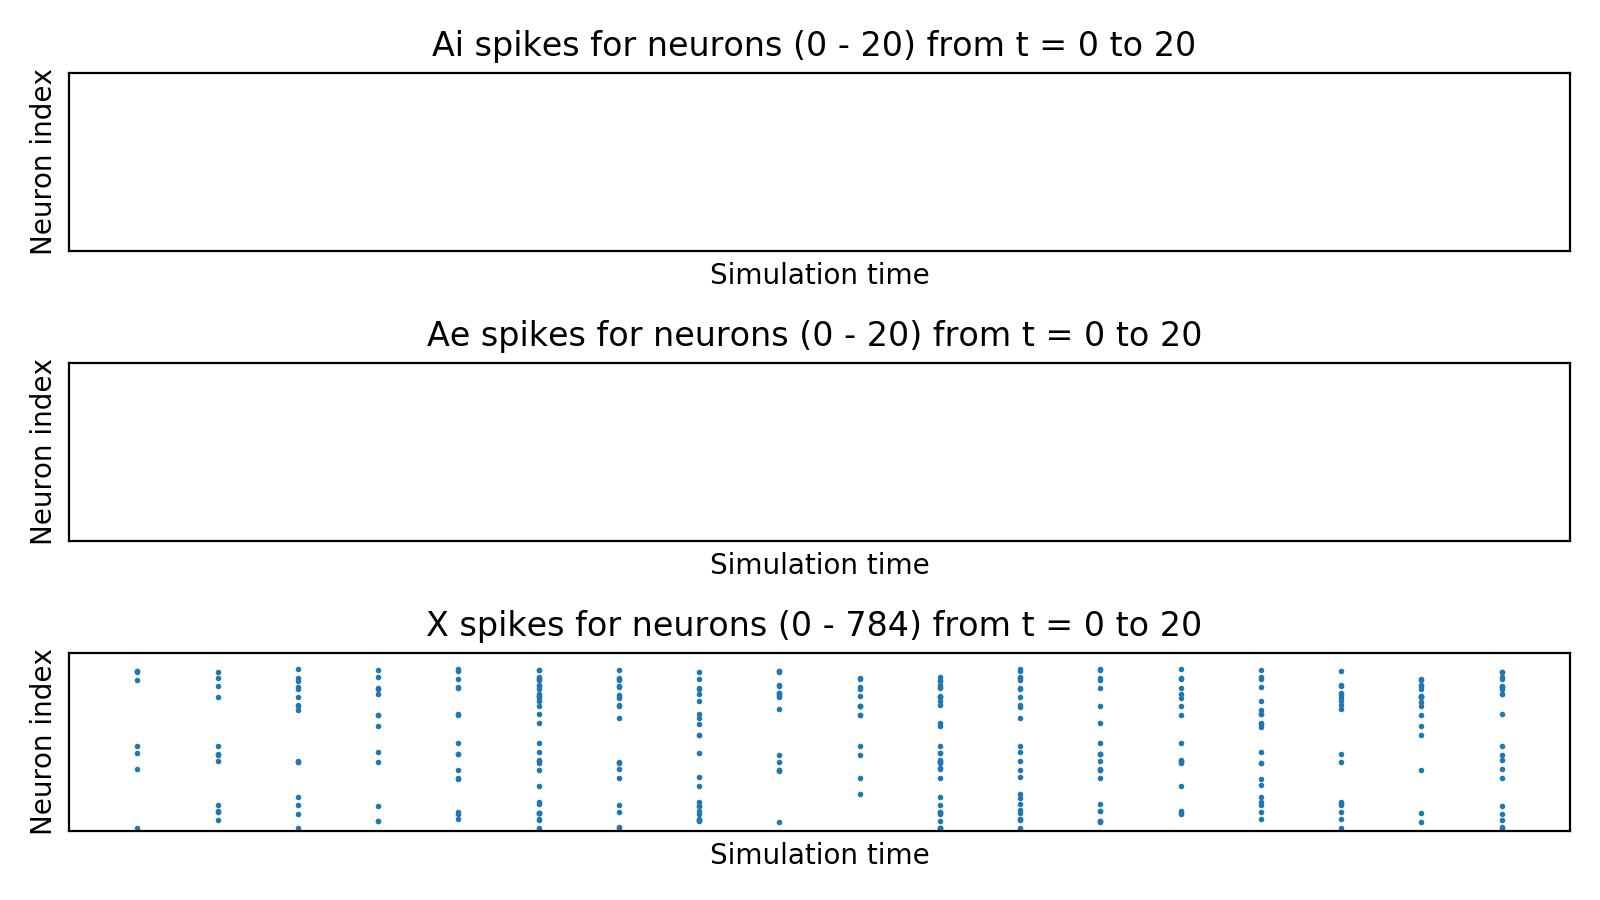 Ai spikes for neurons (0 - 20) from t = 0 to 20
Neuron index
Simulation time
Ae spikes for neurons (0 - 20) from t = 0 to 20
Neuron index
Simulation time
X spikes for neurons (0 - 784) from t = 0 to 20
Neuron index
Simulation time